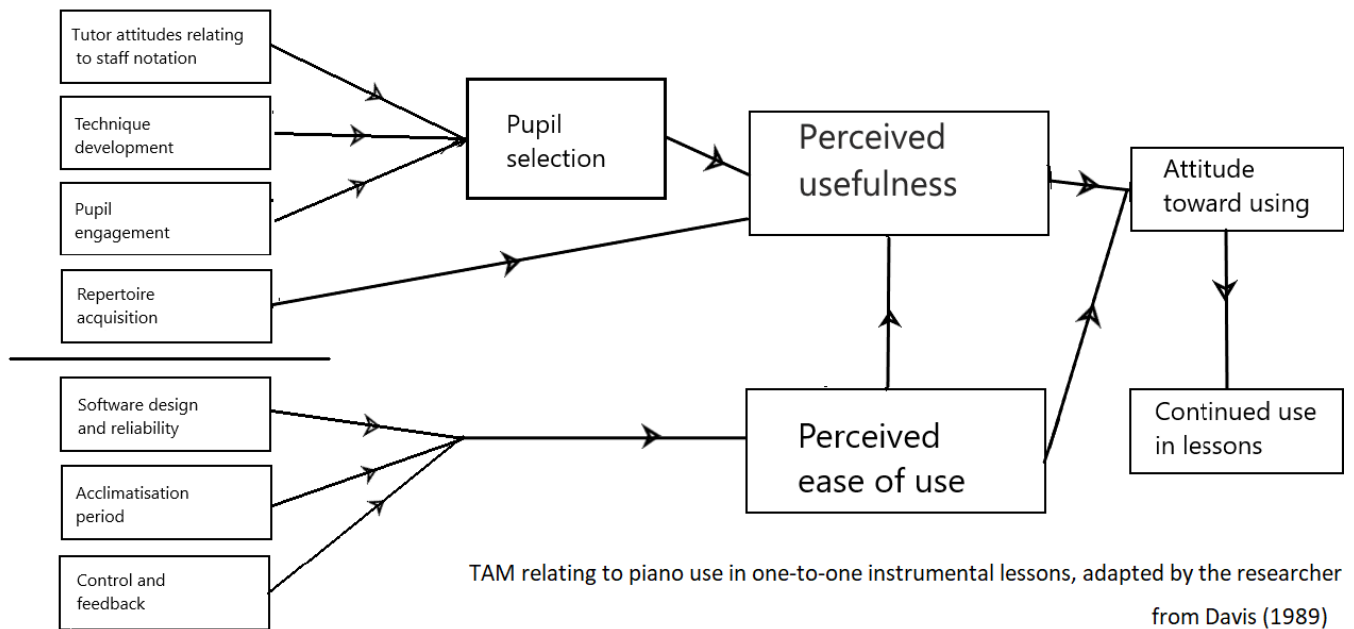 Tutor attitudes relating
to staff notation
Technique
development
Pupil
engagement
Repertoire
acquisition
Pupil
selection
Perceived
usefulness
Attitude
toward using
Software design
and reliability
Acclimatisation
period
Control and
feedback
Perceived
ease of use
Continued use
in lessons
TAM relating to piano use in one-to-one instrumental lessons, adapted by the researcher
from Davis (1989)